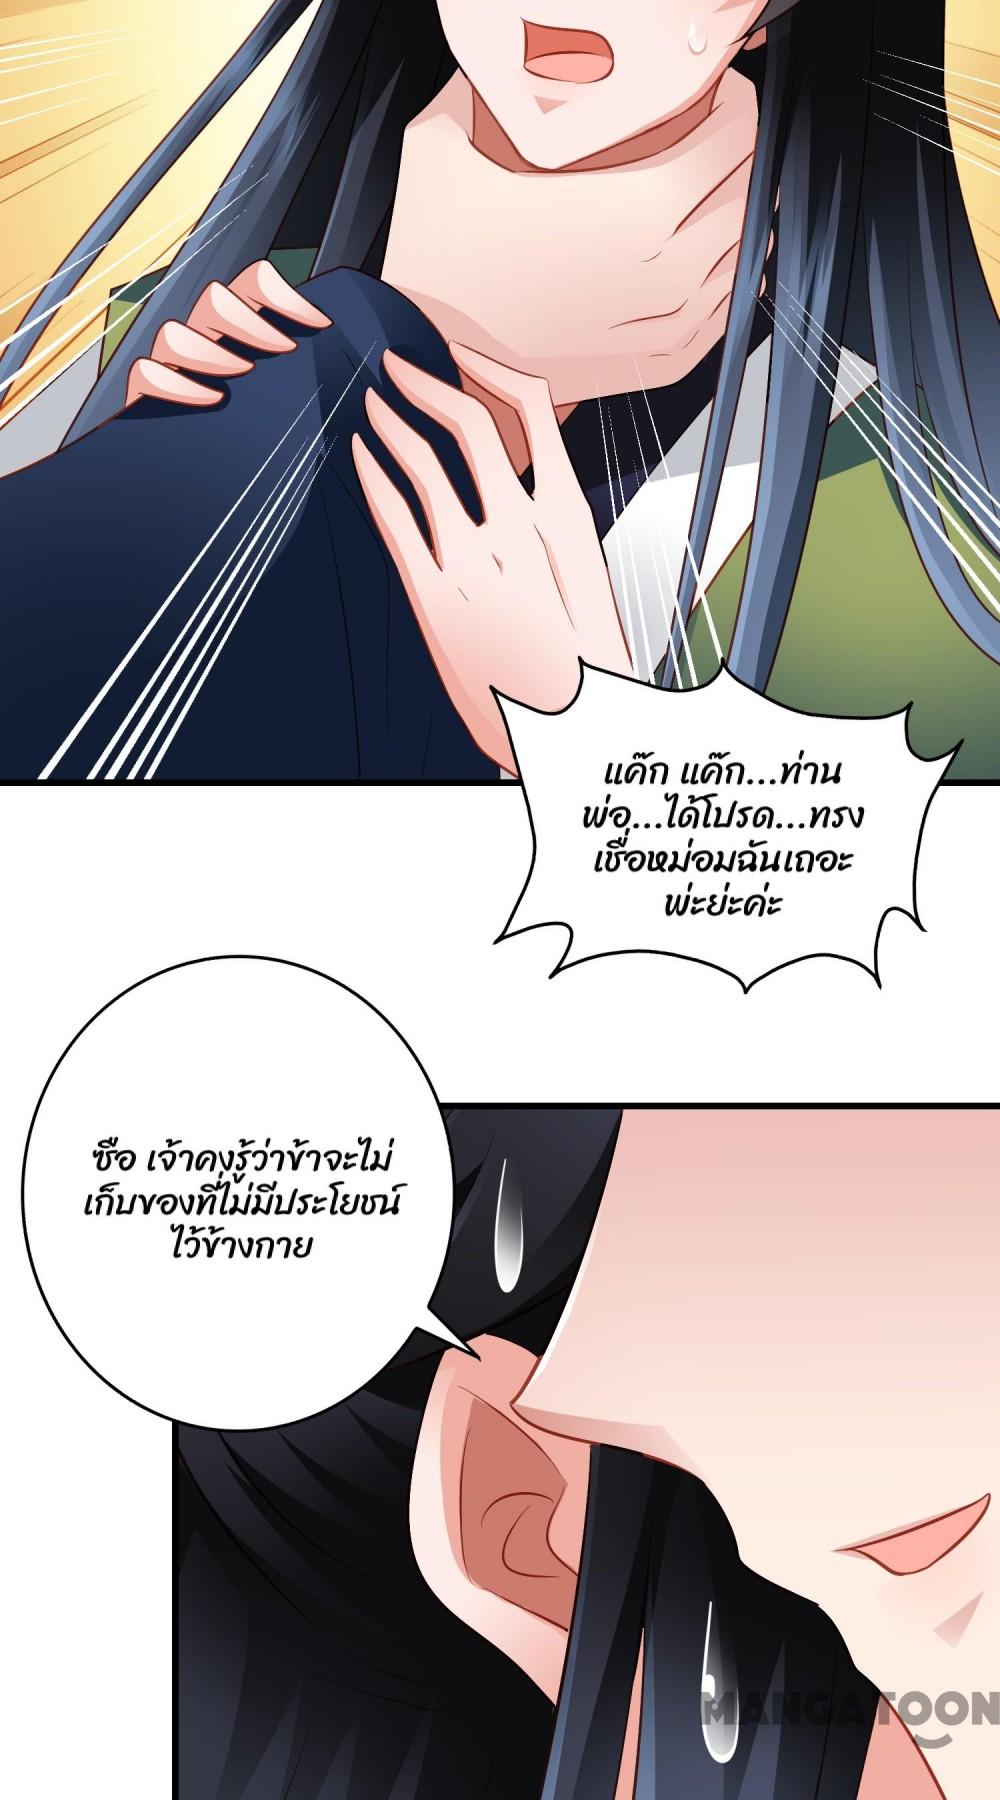 แค๊ก แค๊ก...ท่าน
พ่อ...ได้โปรด...ทรง
เชื่อหม่อมฉันเถอะ
พ่ะย่ะค่ะ
ซือ เจ้าคงรู้ว่าข้าจะไม่
เก็บของที่ไม่มีประโยชน์
ไว้ข้างกาย
MANGATOON